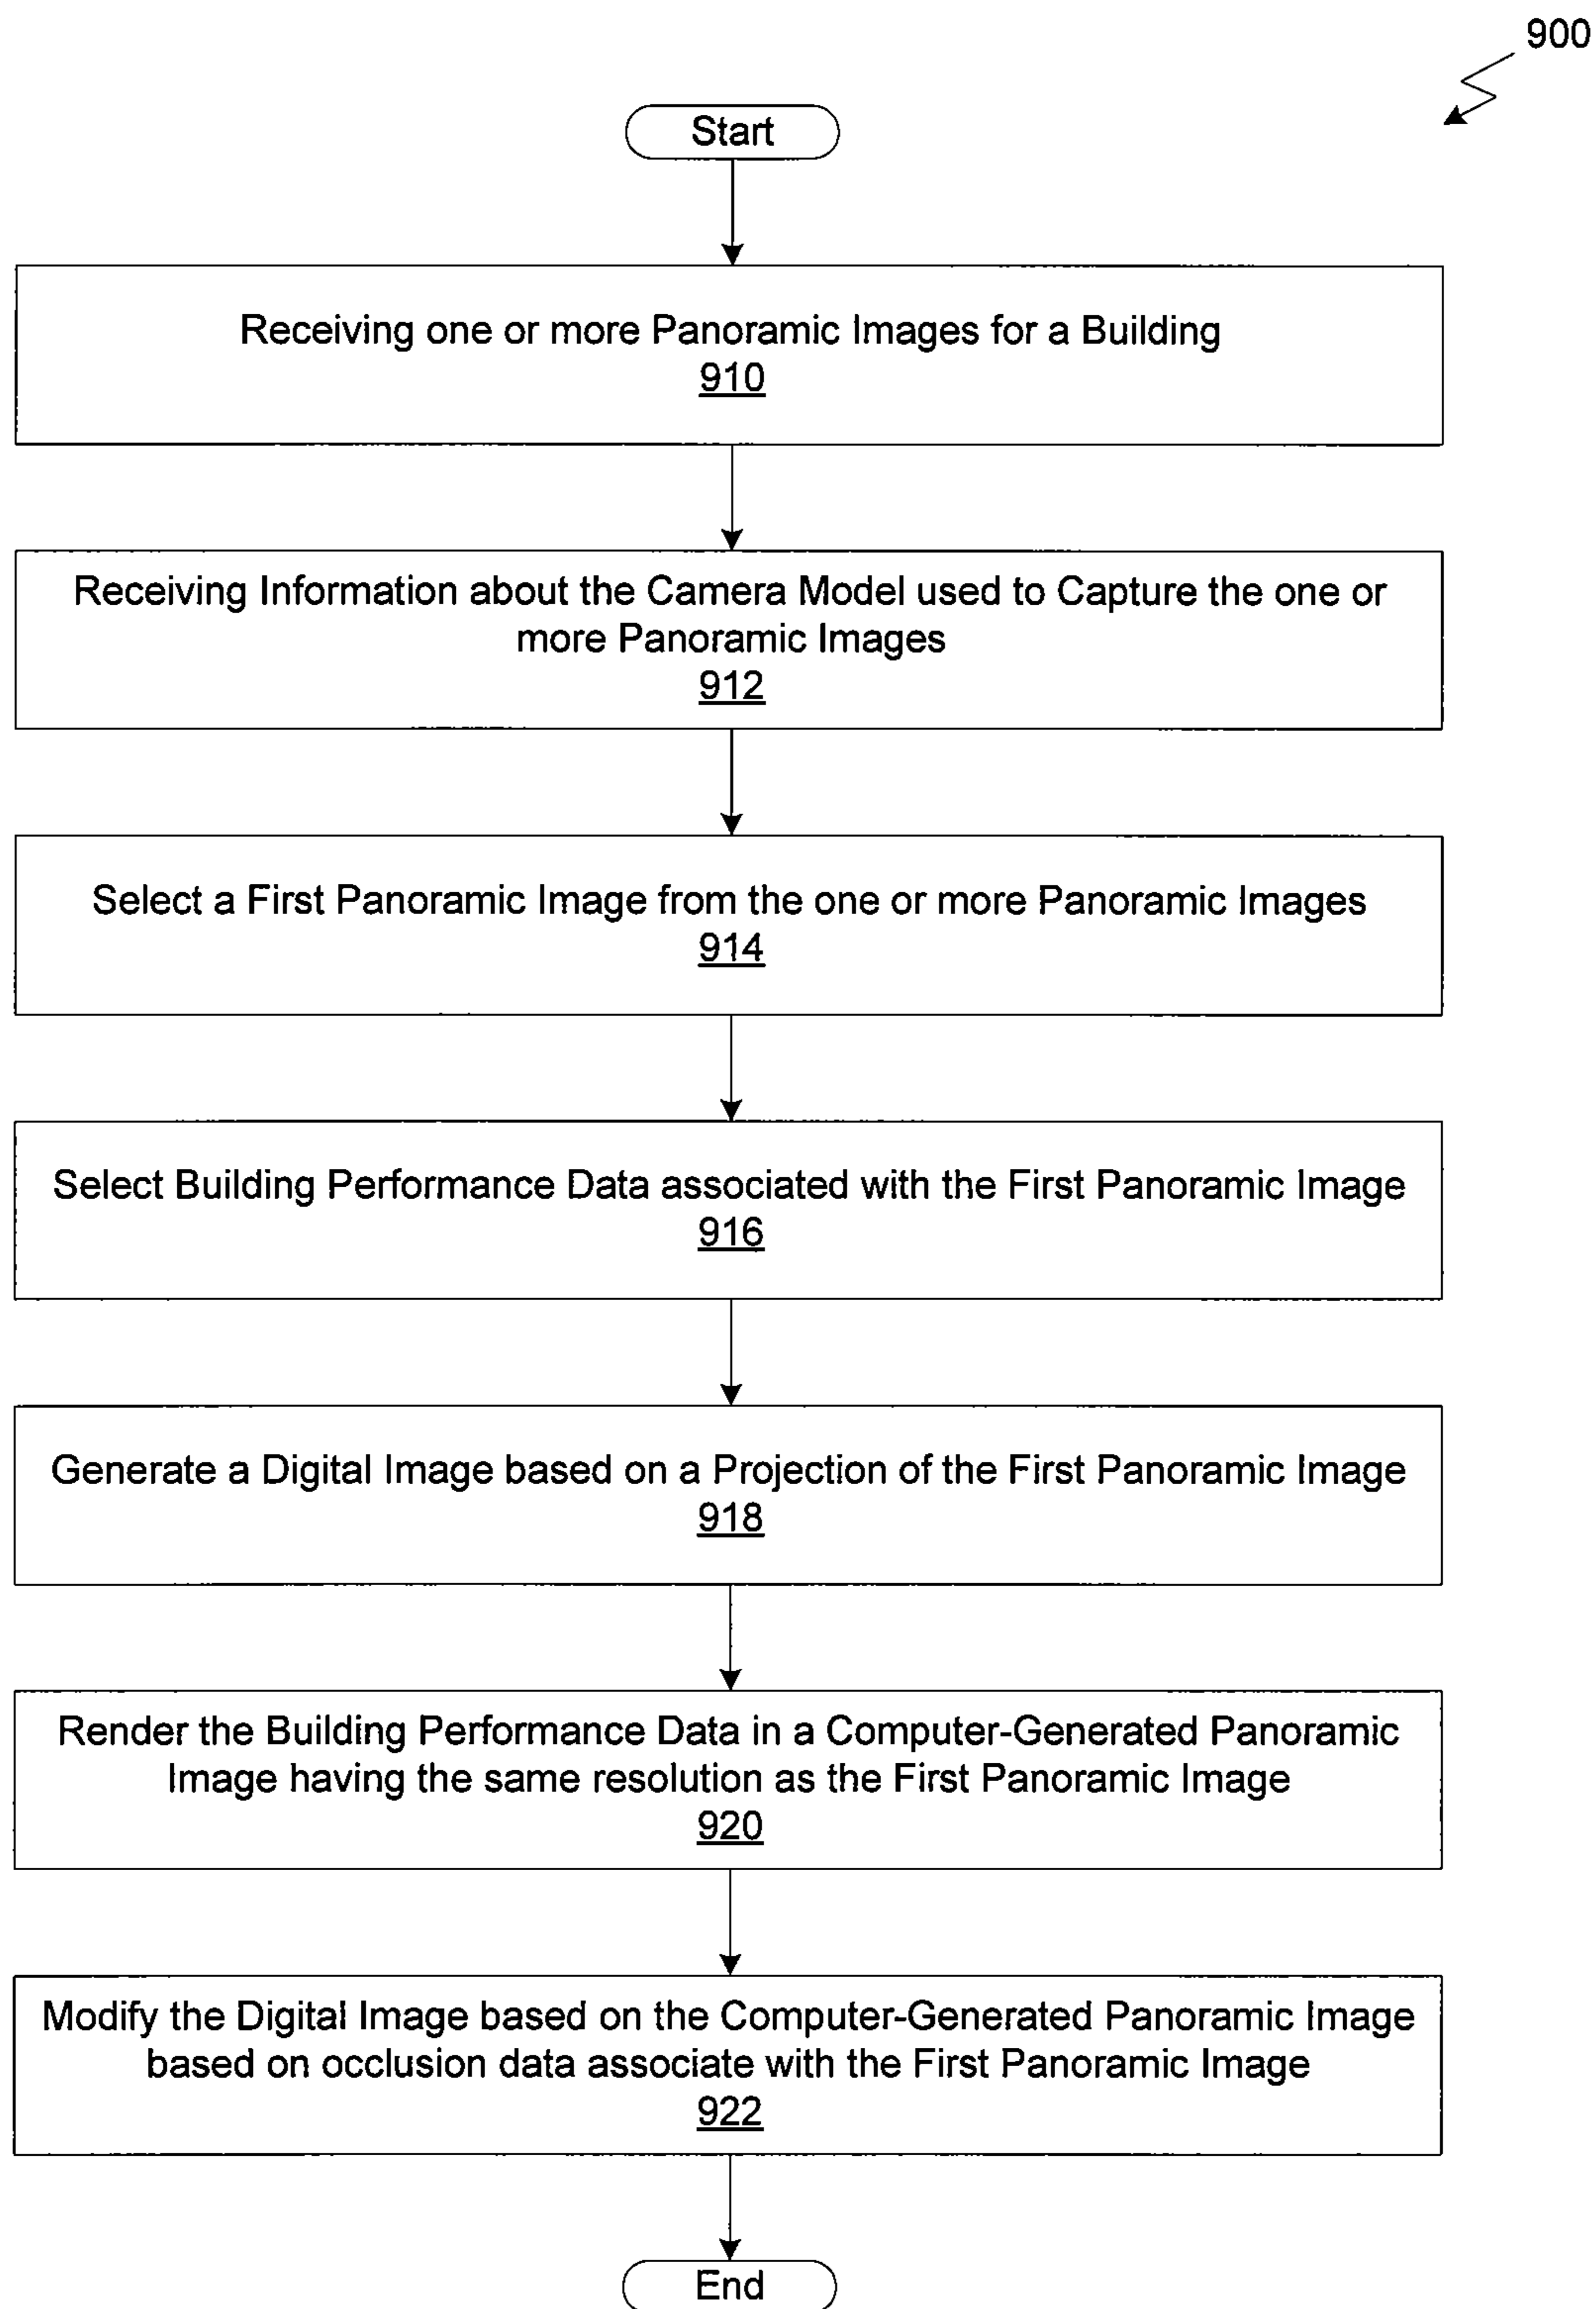 900
Start
Receiving one or more Panoramic Images for a Building
910
Receiving Information about the Camera Model used to Capture the one or
more Panoramic Images
912
Select a First Panoramic Image from the one or more Panoramic Images
914
Select Building Performance Data associated with the First Panoramic Image
916
Generate a Digital Image based on a Projection of the First Panoramic Image
918
Render the Building Performance Data in a Computer-Generated Panoramic
Image having the same resolution as the First Panoramic Image
920
Modify the Digital Image based on the Computer-Generated Panoramic Image
based on occlusion data associate with the First Panoramic Image
922
End